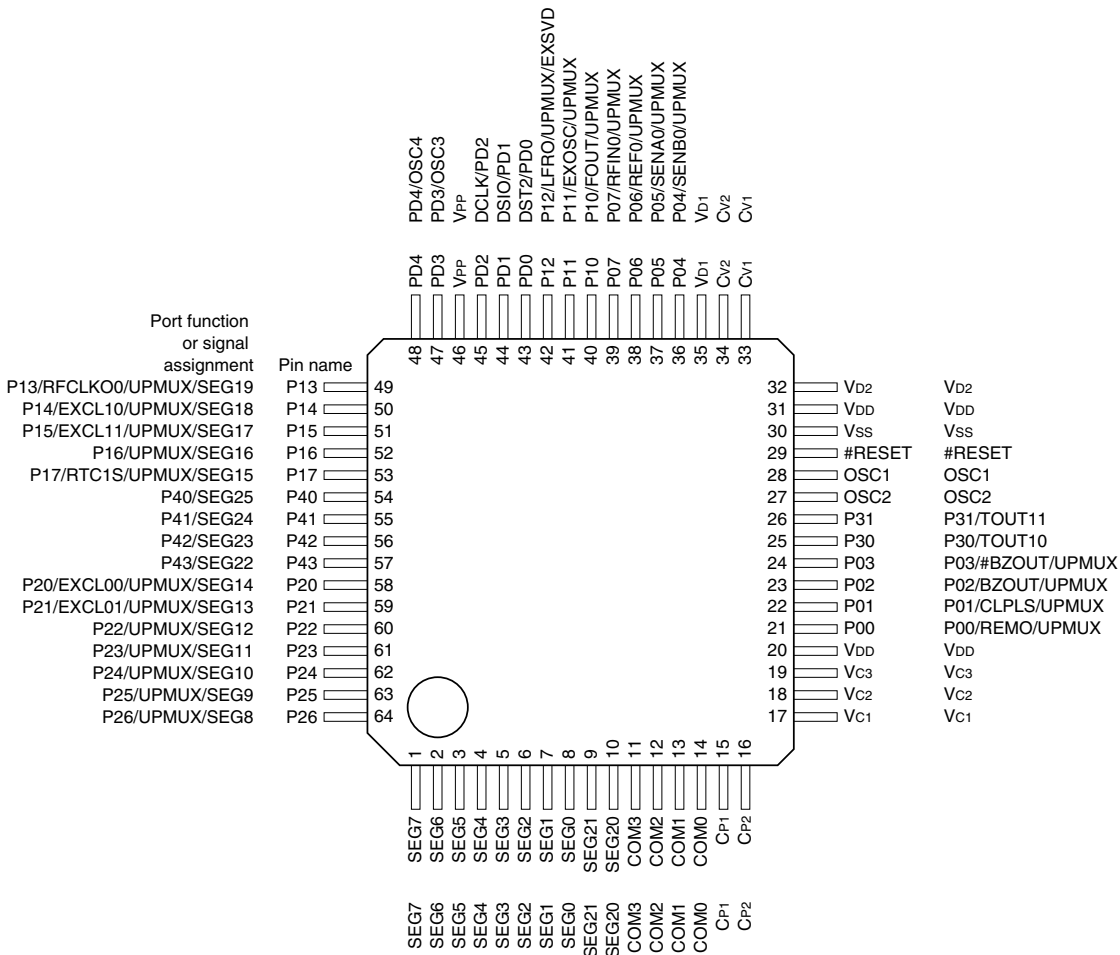 PD4/OSC4
PD3/OSC3
VPP
DCLK/PD2
DSIO/PD1
DST2/PD0
P12/LFRO/UPMUX/EXSVD
P11/EXOSC/UPMUX
P10/FOUT/UPMUX
P07/RFIN0/UPMUX
P06/REF0/UPMUX
P05/SENA0/UPMUX
P04/SENB0/UPMUX
VD1
CV2
CV1
PD4
PD3
VPP
PD2
PD1
PD0
P12
P11
P10
P07
P06
P05
P04
VD1
CV2
CV1
48
47
46
45
44
43
42
41
40
39
38
37
36
35
34
33
Port function
or signal
assignment Pin name
P13/RFCLKO0/UPMUX/SEG19 P13 49
P14/EXCL10/UPMUX/SEG18 P14 50
P15/EXCL11/UPMUX/SEG17 P15 51
P16/UPMUX/SEG16 P16 52
P17/RTC1S/UPMUX/SEG15 P17 53
P40/SEG25 P40 54
P41/SEG24 P41 55
P42/SEG23 P42 56
P43/SEG22 P43 57
P20/EXCL00/UPMUX/SEG14 P20 58
P21/EXCL01/UPMUX/SEG13 P21 59
P22/UPMUX/SEG12 P22 60
P23/UPMUX/SEG11 P23 61
P24/UPMUX/SEG10 P24 62
P25/UPMUX/SEG9 P25 63
P26/UPMUX/SEG8 P26 64
32 VD2 VD2
31 VDD VDD
30 VSS VSS
29 #RESET #RESET
28 OSC1 OSC1
27 OSC2 OSC2
26 P31 P31/TOUT11
25 P30 P30/TOUT10
24 P03 P03/#BZOUT/UPMUX
23 P02 P02/BZOUT/UPMUX
22 P01 P01/CLPLS/UPMUX
21 P00 P00/REMO/UPMUX
20 VDD VDD
19 VC3 VC3
18 VC2 VC2
17 VC1 VC1
1
2
3
4
5
6
7
8
9
10
11
12
13
14
15
16
SEG7
SEG6
SEG5
SEG4
SEG3
SEG2
SEG1
SEG0
SEG21
SEG20
COM3
COM2
COM1
COM0
CP1
CP2
SEG7
SEG6
SEG5
SEG4
SEG3
SEG2
SEG1
SEG0
SEG21
SEG20
COM3
COM2
COM1
COM0
CP1
CP2